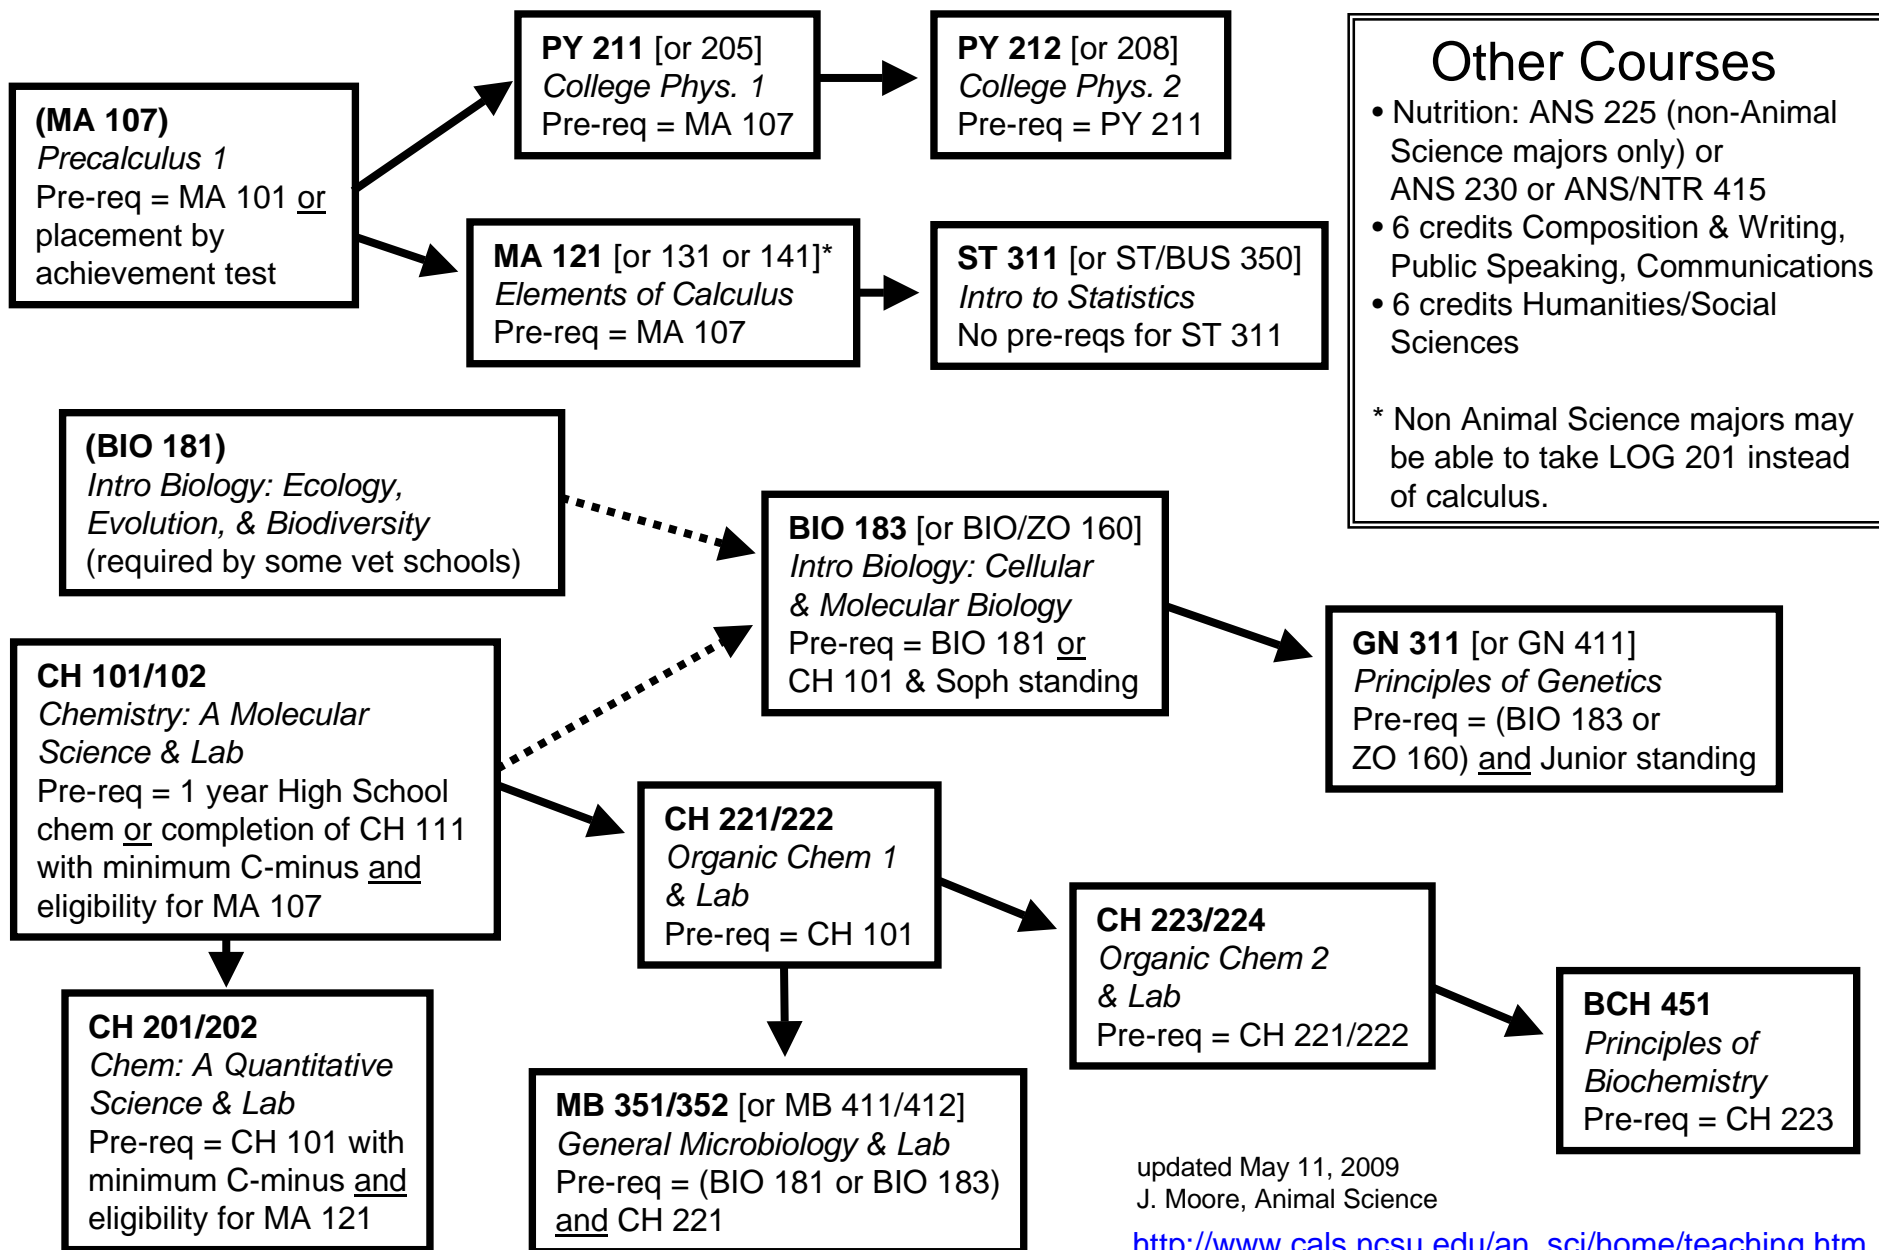 (MA 107)
Precalculus 1
Pre-req = MA 101 or
placement by
achievement test
PY 211 [or 205]
College Phys. 1
Pre-req = MA 107
PY 212 [or 208]
College Phys. 2
Pre-req = PY 211
MA 121 [or 131 or 141]*
Elements of Calculus
Pre-req = MA 107
ST 311 [or ST/BUS 350]
Intro to Statistics
No pre-reqs for ST 311
Other Courses
• Nutrition: ANS 225 (non-Animal
Science majors only) or
ANS 230 or ANS/NTR 415
• 6 credits Composition & Writing,
Public Speaking, Communications
• 6 credits Humanities/Social
Sciences
* Non Animal Science majors may
be able to take LOG 201 instead
of calculus.
(BIO 181)
Intro Biology: Ecology,
Evolution, & Biodiversity
(required by some vet schools)
BIO 183 [or BIO/ZO 160]
Intro Biology: Cellular
& Molecular Biology
Pre-req = BIO 181 or
CH 101 & Soph standing
GN 311 [or GN 411]
Principles of Genetics
Pre-req = (BIO 183 or
ZO 160) and Junior standing
CH 101/102
Chemistry: A Molecular
Science & Lab
Pre-req = 1 year High School
chem or completion of CH 111
with minimum C-minus and
eligibility for MA 107
CH 221/222
Organic Chem 1
& Lab
Pre-req = CH 101
CH 223/224
Organic Chem 2
& Lab
Pre-req = CH 221/222
BCH 451
Principles of
Biochemistry
Pre-req = CH 223
CH 201/202
Chem: A Quantitative
Science & Lab
Pre-req = CH 101 with
minimum C-minus and
eligibility for MA 121
MB 351/352 [or MB 411/412]
General Microbiology & Lab
Pre-req = (BIO 181 or BIO 183)
and CH 221
updated May 11, 2009
J. Moore, Animal Science
http://www.cals.ncsu.edu/an_sci/home/teaching.htm